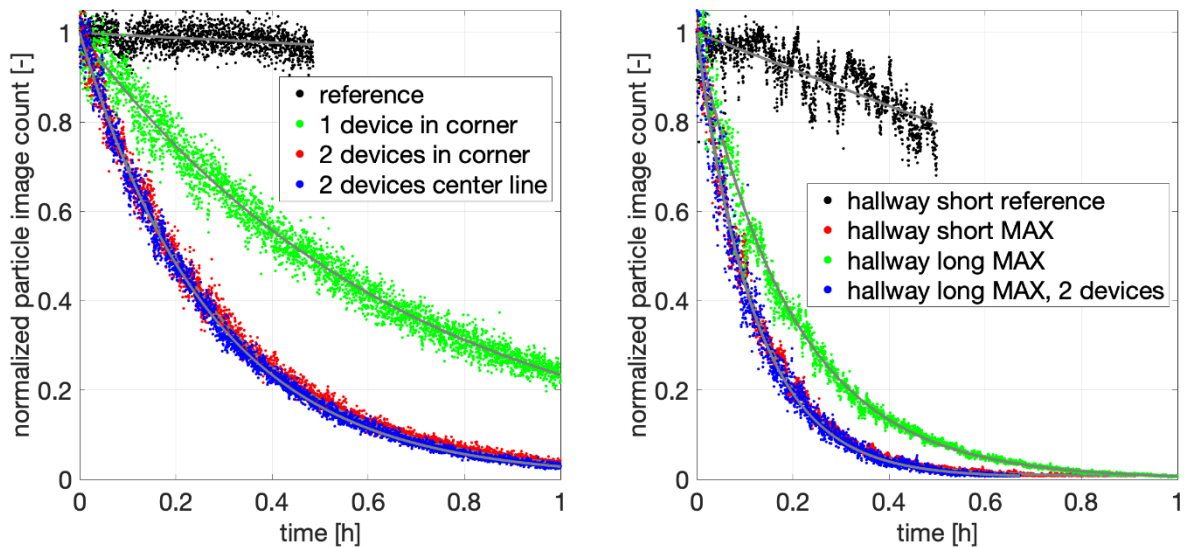 normalized particle image count [-]
1
0.8
0.6
0.4
0.2
0
0
0.2
0.4
0.6
0.8
1
time [h]
reference
1 device in corner
2 devices in corner
2 devices center line
normalized particle image count [-]
1
0.8
0.6
0.4
0.2
0
0
0.2
0.4
0.6
0.8
1
time [h]
hallway short reference
hallway short MAX
hallway long MAX
hallway long MAX, 2 devices